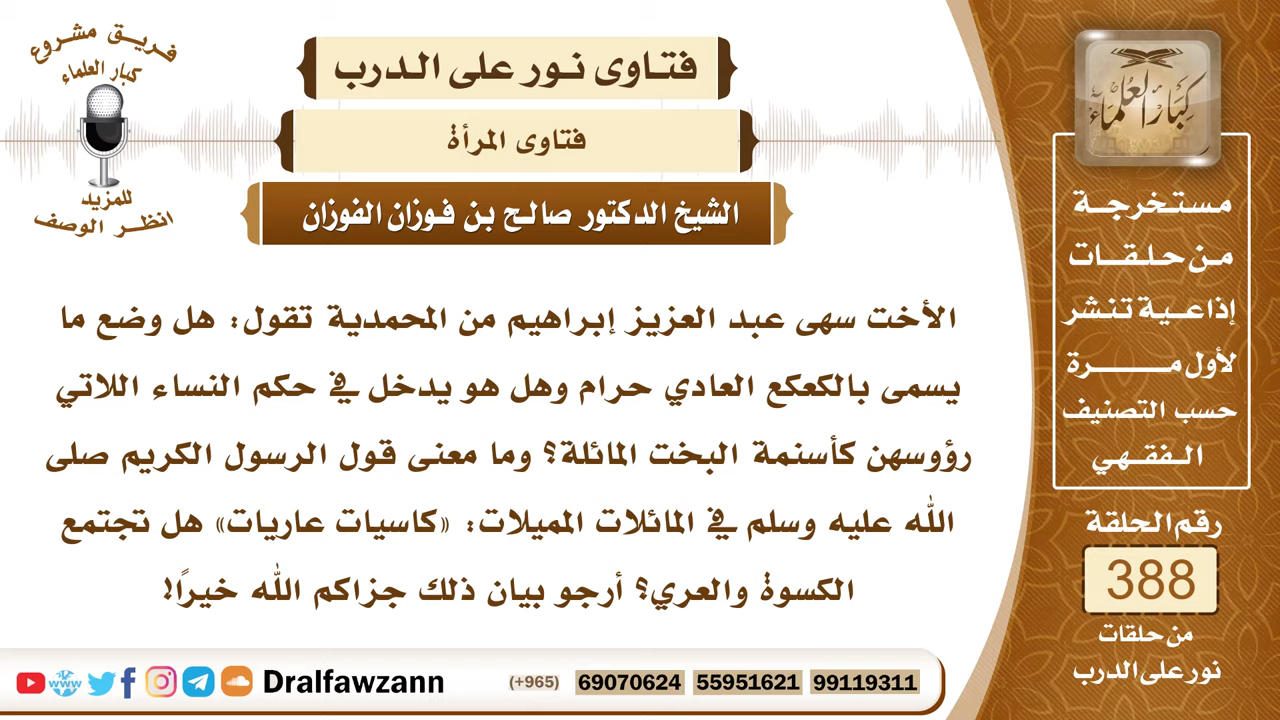 فريق مشروع
كبار العلماء
للمزيد
انظر الوصف
فتاوى نور على الدرب
فتاوى المرأة
الشيخ الدكتور صالح بن فوزان الفوزان
الأخت سهى عبد العزيز إبراهيم من المحمدية تقول: هل وضع ما
يسمى بالكعكع العادي حرام وهل هو يدخل في حكم النساء اللاتي
رؤوسهن كأسنمة البخت المائلة؟ وما معنى قول الرسول الكريم صلى
الله عليه وسلم في المائلات المميلات: «كاسيات عاريات» هل تجتمع
الكسوة والعري؟ أرجو بيان ذلك جزاكم الله خيرًا!
كِبَارُ العُلَمَاءِ
مستخرجة
من حلقات
إذاعية تنشر
لأول مرة
حسب التصنيف
الفقهي
رقم الحلقة
388
من حلقات
نور على الدرب
www Dralfawzann (+965) 69070624 55951621 99119311